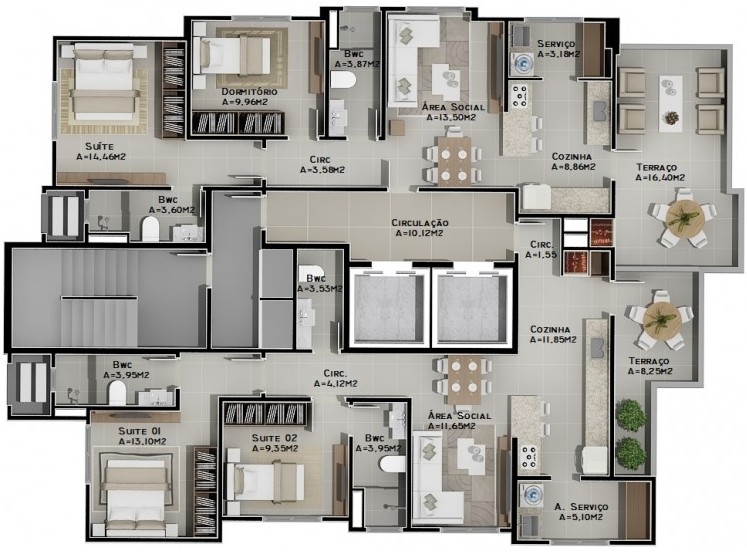 Bwc
A=3,87M2
Serviço
A=3,18M2
Dormitório
A=9,96M2
Área Social
A=13,50M2
Suíte
A=14,46M2
Circ
A=3,58M2
Cozinha
A=8,86M2
Terraço
A=16,40M2
Bwc
A=3,60M2
Circulação
A=10,12M2
Circ.
A=1,55
Bwc
A=3,53M2
Cozinha
A=11,85M2
Terraço
A=8,25M2
Bwc
A=3,95M2
Circ.
A=4,12M2
Suite 01
A=13,10M2
Suite 02
A=9,35M2
Bwc
A=3,95M2
Área Social
A=11,65M2
A. Serviço
A=5,10M2